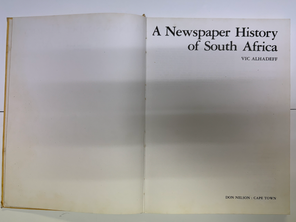 A Newspaper History
of South Africa
VIC ALHADEFF
DON NELSON · CAPE TOWN